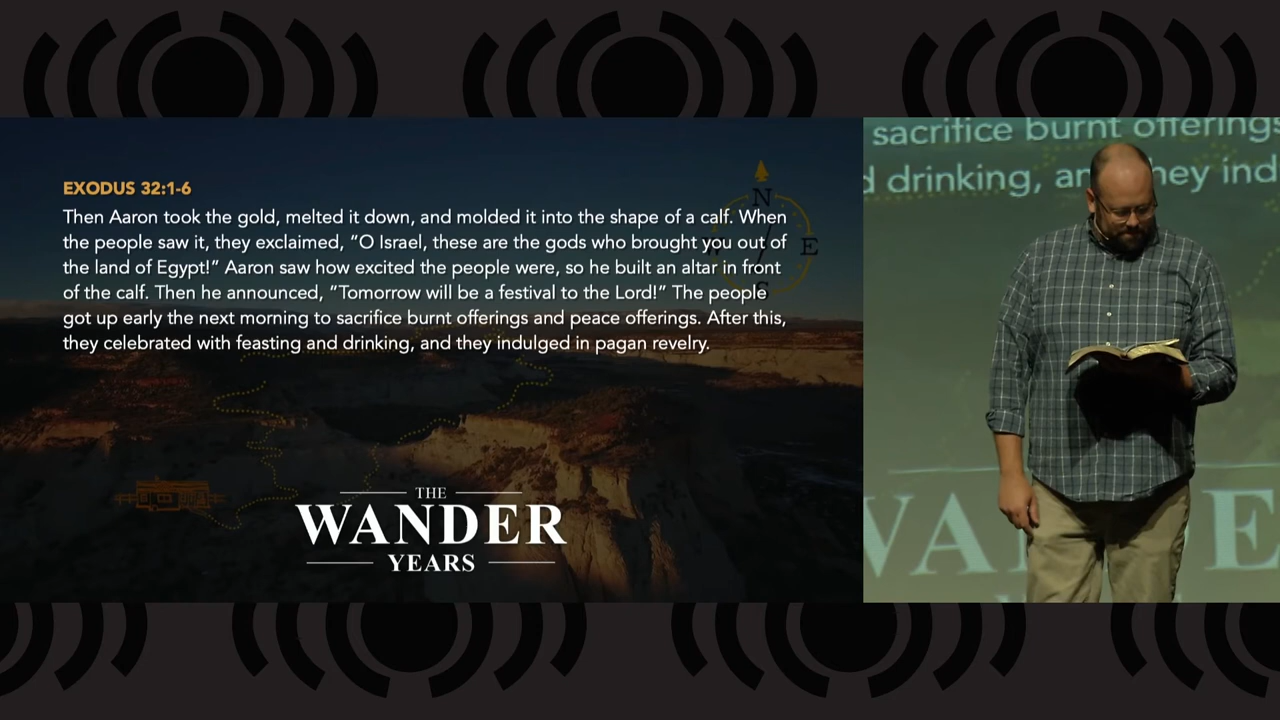 EXODUS 32:1-6
Then Aaron took the gold, melted it down, and molded it into the shape of a calf. When
the people saw it, they exclaimed, “O Israel, these are the gods who brought you out of
the land of Egypt!” Aaron saw how excited the people were, so he built an altar in front
of the calf. Then he announced, “Tomorrow will be a festival to the Lord!” The people
got up early the next morning to sacrifice burnt offerings and peace offerings. After this,
they celebrated with feasting and drinking, and they indulged in pagan revelry.
N
W E
S
THE
WANDER
YEARS
sacrifice burnt offerings
d drinking, an hey ind
WA E